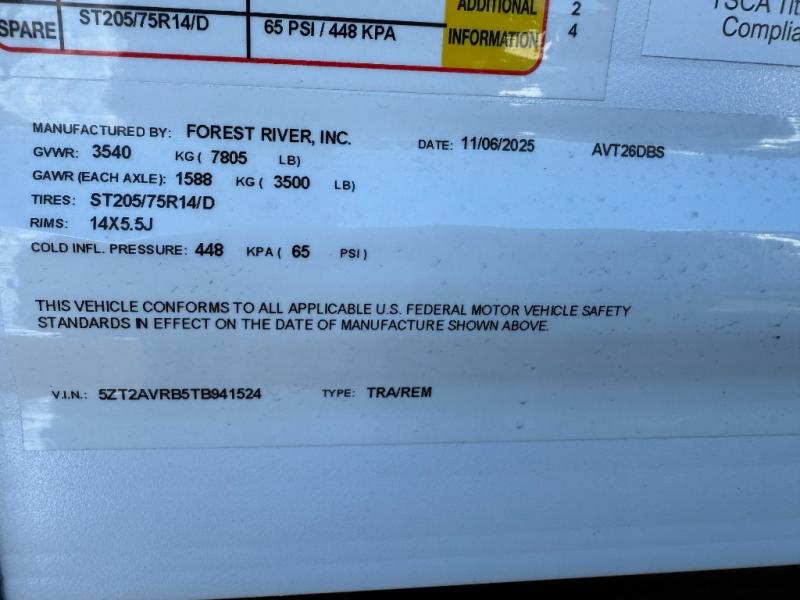 ADDITIONAL
2
SPARE ST205/75R14/D 65 PSI / 448 KPA INFORMATION 4
TSCA Tit
Complia
MANUFACTURED BY: FOREST RIVER, INC. DATE: 11/06/2025 AVT26DBS
GVWR: 3540 KG ( 7805 LB)
GAWR (EACH AXLE): 1588 KG ( 3500 LB)
TIRES: ST205/75R14/D
RIMS: 14X5.5J
COLD INFL. PRESSURE: 448 KPA ( 65 PSI )
THIS VEHICLE CONFORMS TO ALL APPLICABLE U.S. FEDERAL MOTOR VEHICLE SAFETY
STANDARDS IN EFFECT ON THE DATE OF MANUFACTURE SHOWN ABOVE.
V.I.N.: 5ZT2AVRB5TB941524 TYPE: TRA/REM